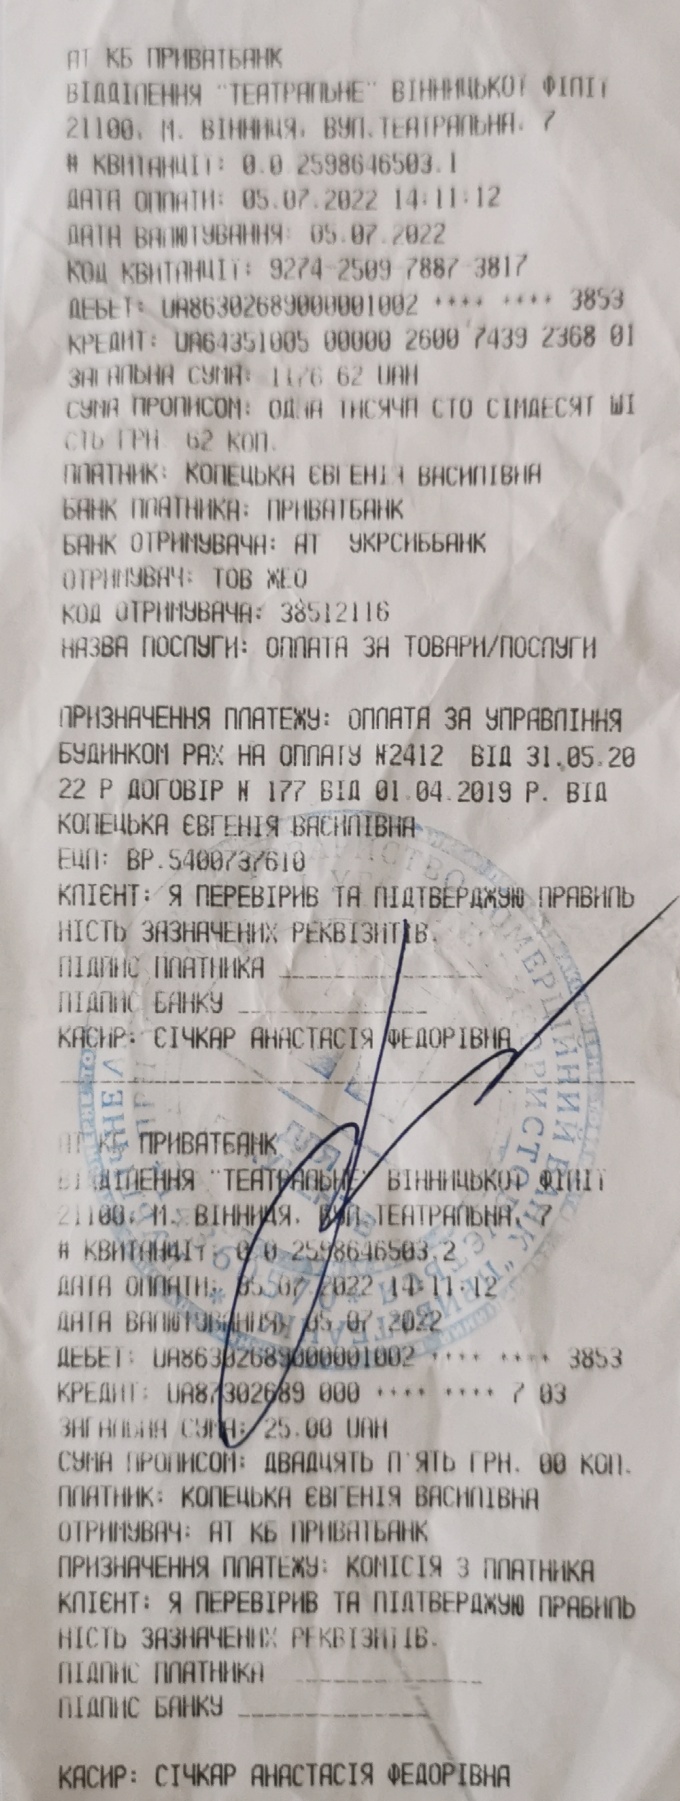 АТ КБ ПРИВАТБАНК
ВІДДІЛЕННЯ "ТЕАТРАЛЬНЕ" ВІННИЦЬКОЇ ФІЛІЇ
21100, М. ВІННИЦЯ, ВУЛ.ТЕАТРАЛЬНА, 7
# КВИТАНЦІЇ: 0.0 2598646503.1
ДАТА ОПЛАТИ: 05.07.2022 14:11:12
ДАТА ВАЛЮТУВАННЯ: 05.07.2022
КОД КВИТАНЦІЇ: 9274-2509-7887-3817
ДЕБЕТ: UA863026890000001002 **** **** 3853
КРЕДИТ: UA64351005 00000 2600 7439 2368 01
ЗАГАЛЬНА СУМА: 1176.62 UAH
СУМА ПРОПИСОМ: ОДНА ТИСЯЧА СТО СІМДЕСЯТ ШІ
СТЬ ГРН. 62 КОП.
ПЛАТНИК: КОПЕЦЬКА ЄВГЕНІЯ ВАСИЛІВНА
БАНК ПЛАТНИКА: ПРИВАТБАНК
БАНК ОТРИМУВАЧА: АТ УКРСИББАНК
ОТРИМУВАЧ: ТОВ ЖЕО
КОД ОТРИМУВАЧА: 38512116
НАЗВА ПОСЛУГИ: ОПЛАТА ЗА ТОВАРИ/ПОСЛУГИ
ПРИЗНАЧЕННЯ ПЛАТЕЖУ: ОПЛАТА ЗА УПРАВЛІННЯ
БУДИНКОМ РАХ НА ОПЛАТУ N2412 ВІД 31.05.20
22 Р ДОГОВІР N 177 ВІД 01.04.2019 Р. ВІД
КОПЕЦЬКА ЄВГЕНІЯ ВАСИЛІВНА
ЕЦП: ВР.5400737610
КЛІЄНТ: Я ПЕРЕВІРИВ ТА ПІДТВЕРДЖУЮ ПРАВИЛЬ
НІСТЬ ЗАЗНАЧЕНИХ РЕКВІЗИТІВ.
ПІДПИС ПЛАТНИКА ______________
ПІДПИС БАНКУ ______________
КАСИР: СІЧКАР АНАСТАСІЯ ФЕДОРІВНА
АТ КБ ПРИВАТБАНК
ВІДДІЛЕННЯ "ТЕАТРАЛЬНЕ" ВІННИЦЬКОЇ ФІЛІЇ
21100, М. ВІННИЦЯ, ВУЛ.ТЕАТРАЛЬНА, 7
# КВИТАНЦІЇ: 0.0 2598646503.2
ДАТА ОПЛАТИ: 05.07.2022 14:11:12
ДАТА ВАЛЮТУВАННЯ: 05.07.2022
ДЕБЕТ: UA863026890000001002 **** **** 3853
КРЕДИТ: UA87302689 000 **** **** 7 03
ЗАГАЛЬНА СУМА: 25.00 UAH
СУМА ПРОПИСОМ: ДВАДЦЯТЬ П'ЯТЬ ГРН. 00 КОП.
ПЛАТНИК: КОПЕЦЬКА ЄВГЕНІЯ ВАСИЛІВНА
ОТРИМУВАЧ: АТ КБ ПРИВАТБАНК
ПРИЗНАЧЕННЯ ПЛАТЕЖУ: КОМІСІЯ З ПЛАТНИКА
КЛІЄНТ: Я ПЕРЕВІРИВ ТА ПІДТВЕРДЖУЮ ПРАВИЛЬ
НІСТЬ ЗАЗНАЧЕНИХ РЕКВІЗИТІВ.
ПІДПИС ПЛАТНИКА ______________
ПІДПИС БАНКУ ______________
КАСИР: СІЧКАР АНАСТАСІЯ ФЕДОРІВНА